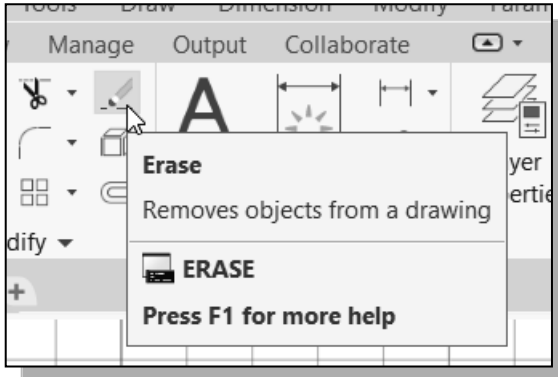 Manage Output Collaborate
A
Erase
Removes objects from a drawing
ERASE
Press F1 for more help